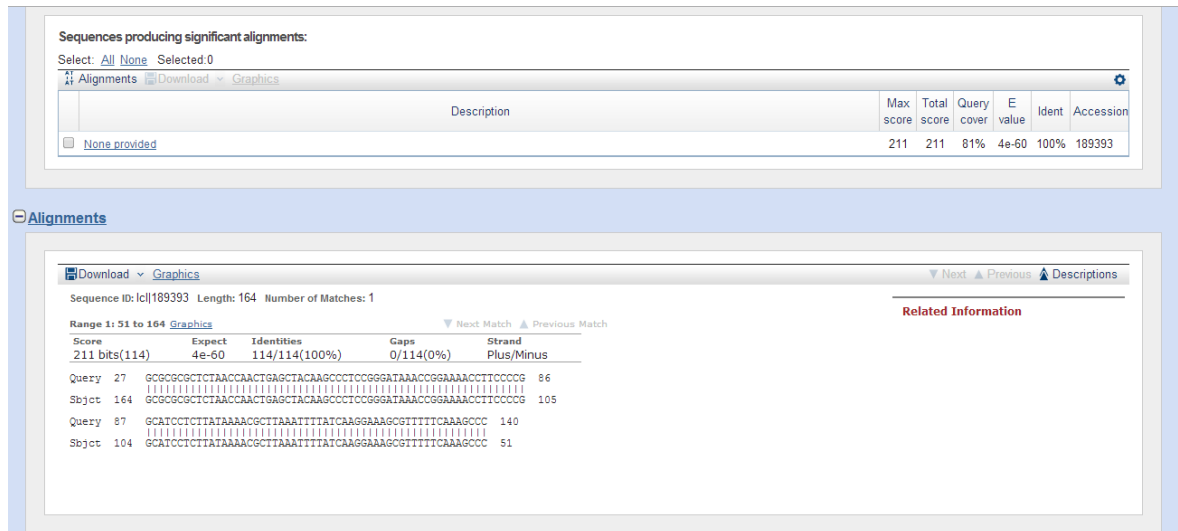 Sequences producing significant alignments:
Select: All None Selected:0
Alignments Download Graphics
Description Max score Total score Query cover E value Ident Accession
None provided 211 211 81% 4e-60 100% 189393
Alignments
Download Graphics Next Previous Descriptions
Sequence ID: lcl|189393 Length: 164 Number of Matches: 1
Related Information
Range 1: 51 to 164 Graphics Next Match Previous Match
Score Expect Identities Gaps Strand
211 bits(114) 4e-60 114/114(100%) 0/114(0%) Plus/Minus
Query 27 GCGCGCGCTCTAACCAACTGAGCTACAAGCCCTCCGGGATAAACCGGAAAACCTTCCCCG 86
Sbjct 164 GCGCGCGCTCTAACCAACTGAGCTACAAGCCCTCCGGGATAAACCGGAAAACCTTCCCCG 105
Query 87 GCATCCTCTTATAAAACGCTTAAATTTTATCAAGGAAAGCGTTTTTCAAAGCCC 140
Sbjct 104 GCATCCTCTTATAAAACGCTTAAATTTTATCAAGGAAAGCGTTTTTCAAAGCCC 51